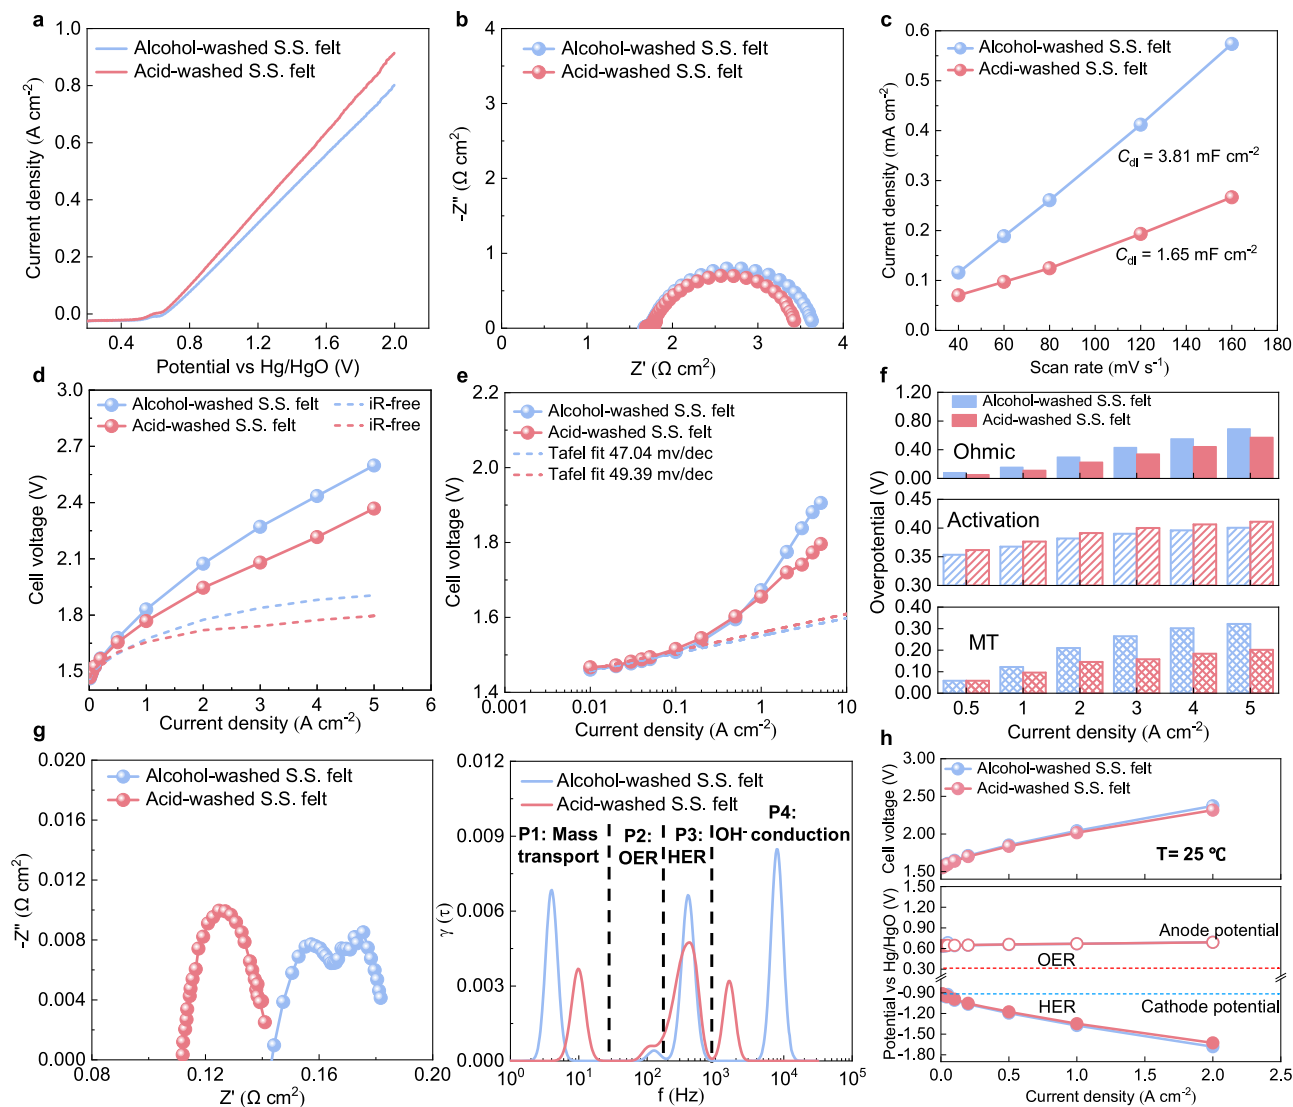 a
1.0
0.8
0.6
0.4
0.2
0.0
Current density (A cm-2)
Alcohol-washed S.S. felt
Acid-washed S.S. felt
0.4 0.8 1.2 1.6 2.0
Potential vs Hg/HgO (V)
b
4
3
2
1
0
-Z" (Ω cm2)
Alcohol-washed S.S. felt
Acid-washed S.S. felt
0 1 2 3 4
Z' (Ω cm2)
c
0.6
0.5
0.4
0.3
0.2
0.1
0.0
Current density (mA cm-2)
Alcohol-washed S.S. felt
Acdi-washed S.S. felt
Cdl = 3.81 mF cm-2
Cdl = 1.65 mF cm-2
40 60 80 100 120 140 160 180
Scan rate (mV s-1)
d
3.0
2.7
2.4
2.1
1.8
1.5
Cell voltage (V)
Alcohol-washed S.S. felt
Acid-washed S.S. felt
iR-free
iR-free
0 1 2 3 4 5 6
Current density (A cm-2)
e
2.2
2.0
1.8
1.6
1.4
Cell voltage (V)
Alcohol-washed S.S. felt
Acid-washed S.S. felt
Tafel fit 47.04 mv/dec
Tafel fit 49.39 mv/dec
0.001 0.01 0.1 1 10
Current density (A cm-2)
f
1.20
0.80
0.40
0.00
Alcohol-washed S.S. felt
Acid-washed S.S. felt
Ohmic
0.45
0.40
0.35
0.30
Activation
Overpotential (V)
0.40
0.30
0.20
0.10
0.00
MT
0.5 1 2 3 4 5
Current density (A cm-2)
g
0.020
0.016
0.012
0.008
0.004
0.000
-Z" (Ω cm2)
Alcohol-washed S.S. felt
Acid-washed S.S. felt
0.08 0.12 0.16 0.20
Z' (Ω cm2)
0.012
0.009
0.006
0.003
0.000
γ (τ)
Alcohol-washed S.S. felt
Acid-washed S.S. felt
P1: Mass
transport
P2:
OER
P3:
HER
P4:
OH- conduction
100 101 102 103 104 105
f (Hz)
h
2.50
2.00
1.50
Cell voltage (V)
Alcohol-washed S.S. felt
Acid-washed S.S. felt
T= 25 ℃
1.50
1.20
0.90
0.60
0.30
-0.90
-1.20
-1.50
-1.80
Potential vs Hg/HgO (V)
Anode potential
OER
HER
Cathode potential
0.0 0.5 1.0 1.5 2.0 2.5
Current density (A cm-2)